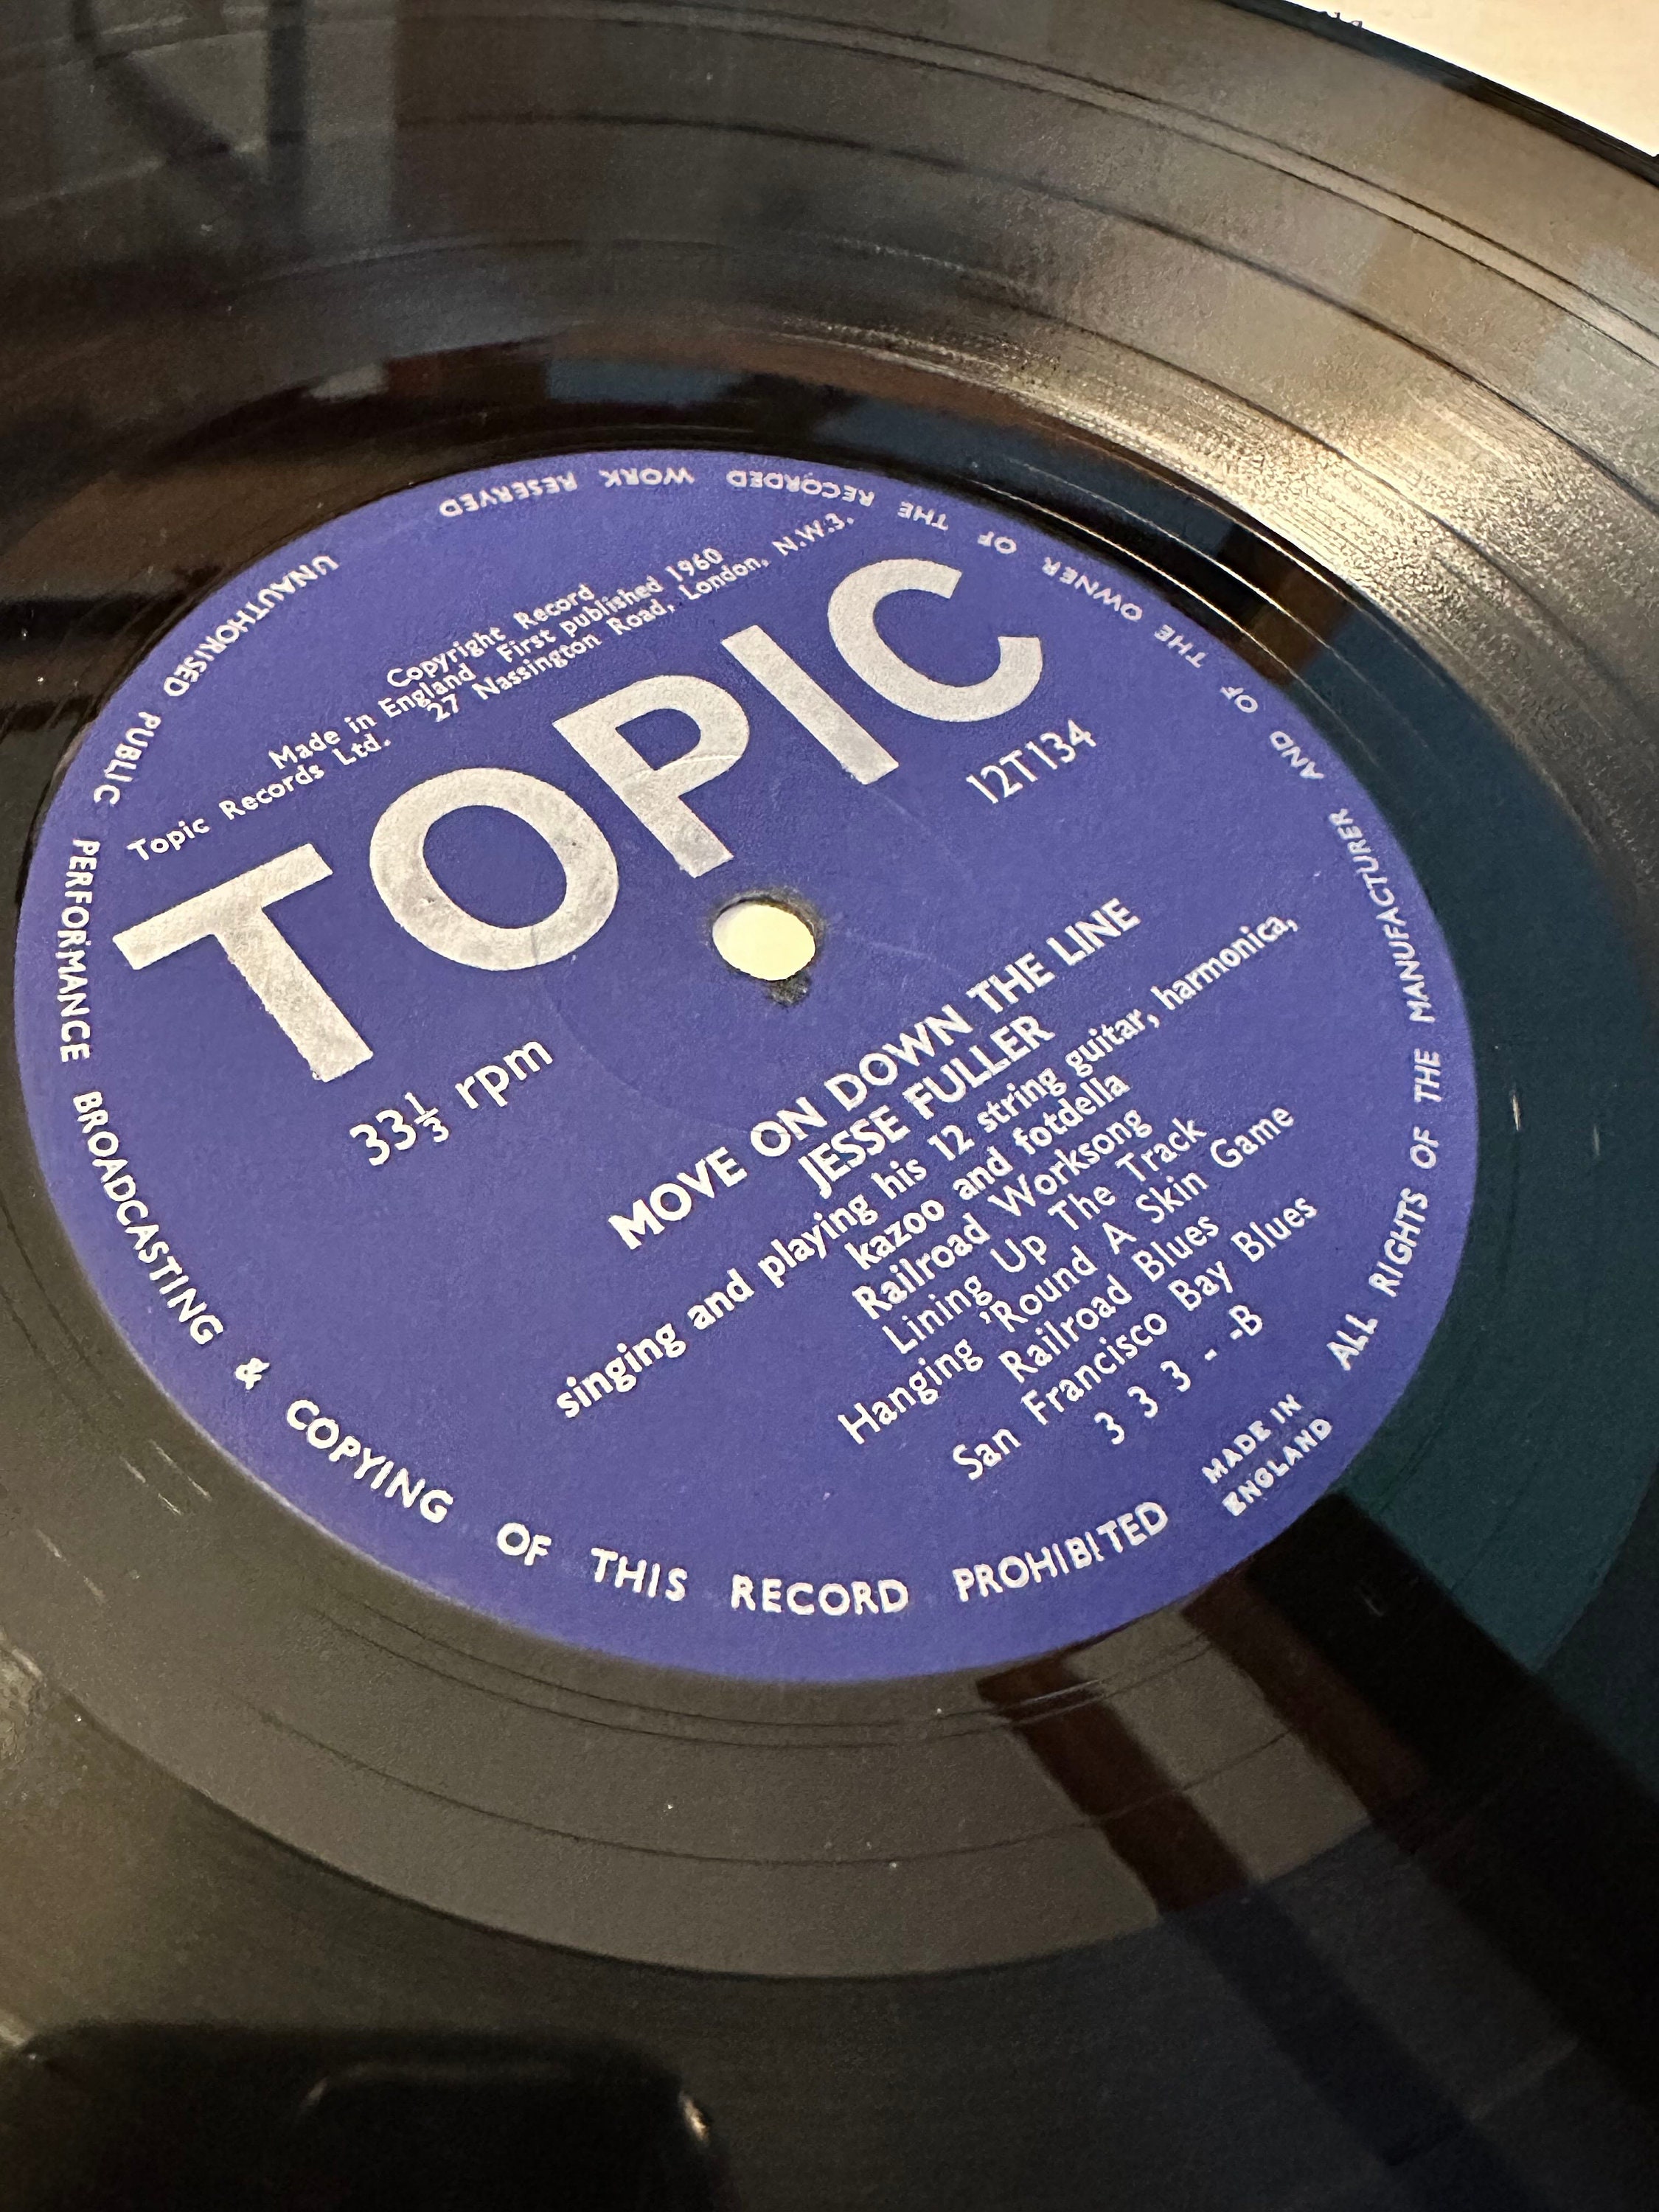 Copyright Record
Made in England First published 1960
Topic Records Ltd. 27 Nassington Road, London, N.W.3.
TOPIC
12T134
33⅓ rpm
MOVE ON DOWN THE LINE
JESSE FULLER
singing and playing his 12 string guitar, harmonica,
kazoo and fotdella
Railroad Worksong
Lining Up The Track
Hanging 'Round A Skin Game
Railroad Blues
San Francisco Bay Blues
3 3 3 - -B
MADE IN
ENGLAND
ALL RIGHTS OF THE MANUFACTURER AND OF THE OWNER OF THE RECORDED WORK RESERVED
UNAUTHORISED PUBLIC PERFORMANCE BROADCASTING & COPYING OF THIS RECORD PROHIBITED